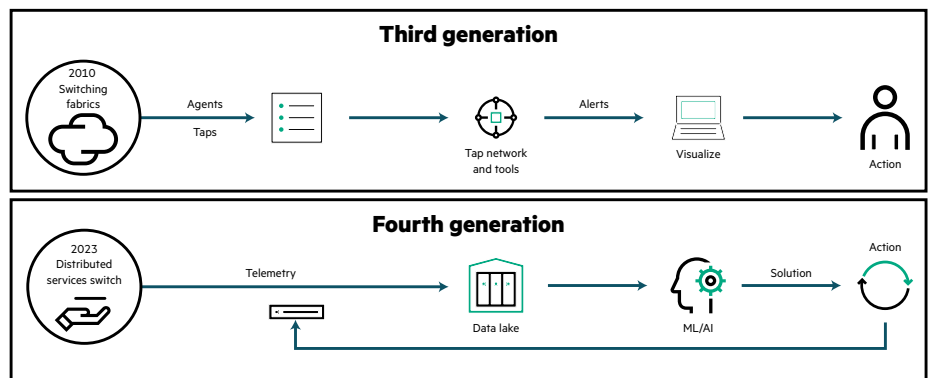 Third generation
2010
Switching
fabrics
Agents
Taps
Tap network
and tools
Alerts
Visualize
Action
Fourth generation
2023
Distributed
services switch
Telemetry
Data lake
ML/AI
Solution
Action